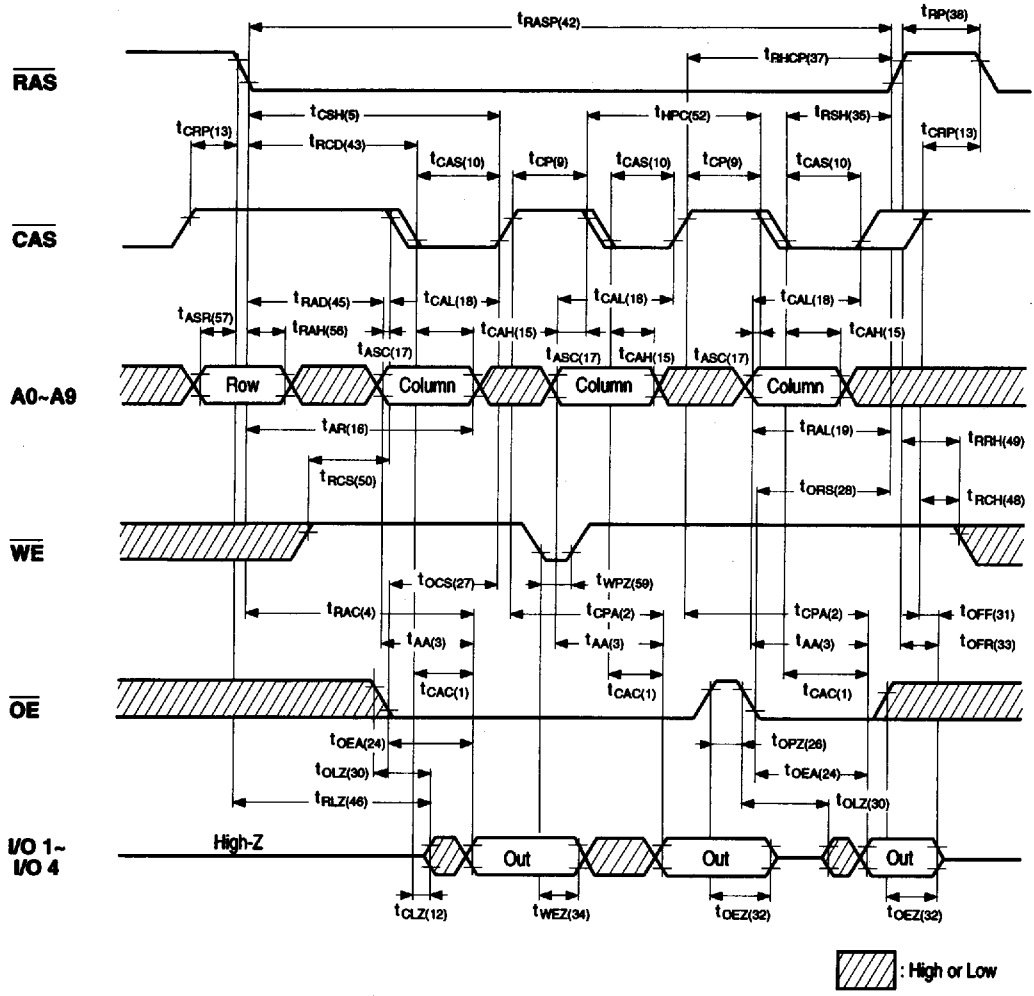 tRASP(42)
tRP(38)
tRHCP(37)
RAS
tCSH(5)
tHPC(52)
tRSH(35)
tCRP(13)
tRCD(43)
tCRP(13)
tCAS(10)
tCP(9)
tCAS(10)
tCP(9)
tCAS(10)
CAS
tRAD(45)
tCAL(18)
tCAL(18)
tCAL(18)
tASR(57)
tRAH(56)
tCAH(15)
tCAH(15)
tASC(17)
tASC(17)
tCAH(15)
tASC(17)
A0~A9
Row
Column
Column
Column
tAR(16)
tRAL(19)
tRRH(49)
tRCS(50)
tORS(28)
tRCH(48)
WE
tOCS(27)
tWPZ(59)
tRAC(4)
tCPA(2)
tCPA(2)
tOFF(31)
tAA(3)
tAA(3)
tAA(3)
tOFR(33)
tCAC(1)
tCAC(1)
tCAC(1)
OE
tOEA(24)
tOPZ(26)
tOLZ(30)
tOEA(24)
tRLZ(46)
tOLZ(30)
I/O 1~
I/O 4
High-Z
Out
Out
Out
tCLZ(12)
tWEZ(34)
tOEZ(32)
tOEZ(32)
: High or Low